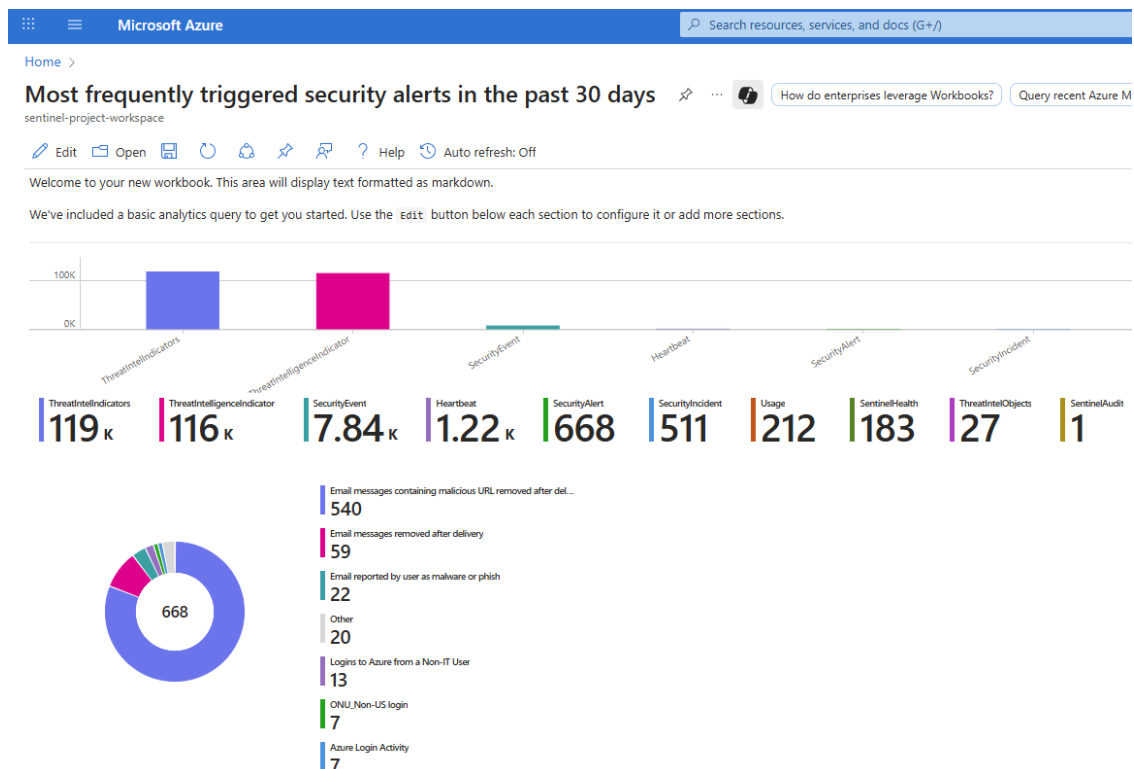 Microsoft Azure
Search resources, services, and docs (G+/)
Home >
Most frequently triggered security alerts in the past 30 days
How do enterprises leverage Workbooks?
Query recent Azure M
sentinel-project-workspace
Edit Open Help Auto refresh: Off
Welcome to your new workbook. This area will display text formatted as markdown.
We've included a basic analytics query to get you started. Use the Edit button below each section to configure it or add more sections.
100K
0K
ThreatIntelIndicators
ThreatIntelligenceIndicator
SecurityEvent
Heartbeat
SecurityAlert
SecurityIncident
ThreatIntelIndicators
119 K
ThreatIntelligenceIndicator
116 K
SecurityEvent
7.84 K
Heartbeat
1.22 K
SecurityAlert
668
SecurityIncident
511
Usage
212
SentinelHealth
183
ThreatIntelObjects
27
SentinelAudit
1
668
Email messages containing malicious URL removed after del...
540
Email messages removed after delivery
59
Email reported by user as malware or phish
22
Other
20
Logins to Azure from a Non-IT User
13
ONU_Non-US login
7
Azure Login Activity
7